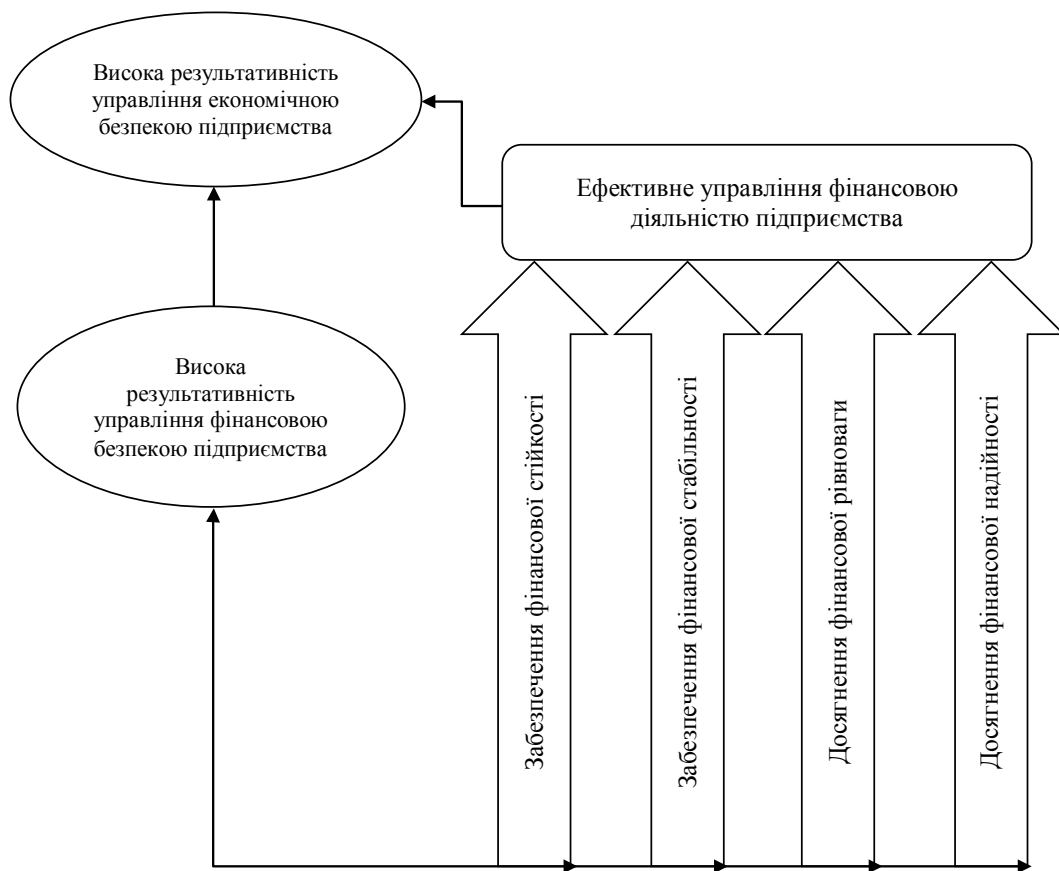 Висока результативність
управління економічною
безпекою підприємства
Ефективне управління фінансовою
діяльністю підприємства
Висока
результативність
управління фінансовою
безпекою підприємства
Забезпечення фінансової стійкості
Забезпечення фінансової стабільності
Досягнення фінансової рівноваги
Досягнення фінансової надійності